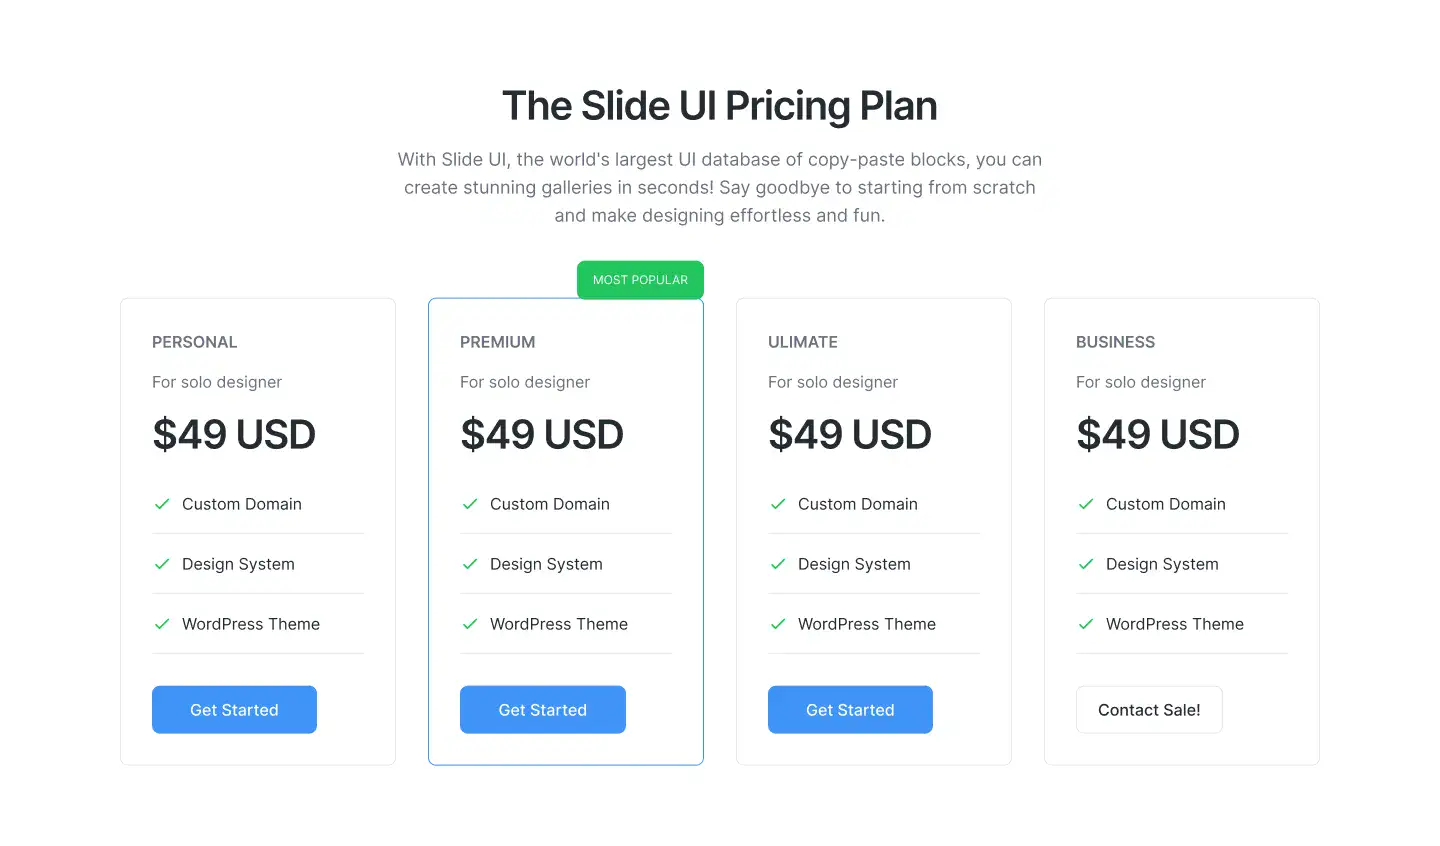 The Slide UI Pricing Plan
With Slide UI, the world's largest UI database of copy-paste blocks, you can
create stunning galleries in seconds! Say goodbye to starting from scratch
and make designing effortless and fun.
PERSONAL
For solo designer
$49 USD
Custom Domain
Design System
WordPress Theme
Get Started
MOST POPULAR
PREMIUM
For solo designer
$49 USD
Custom Domain
Design System
WordPress Theme
Get Started
ULIMATE
For solo designer
$49 USD
Custom Domain
Design System
WordPress Theme
Get Started
BUSINESS
For solo designer
$49 USD
Custom Domain
Design System
WordPress Theme
Contact Sale!